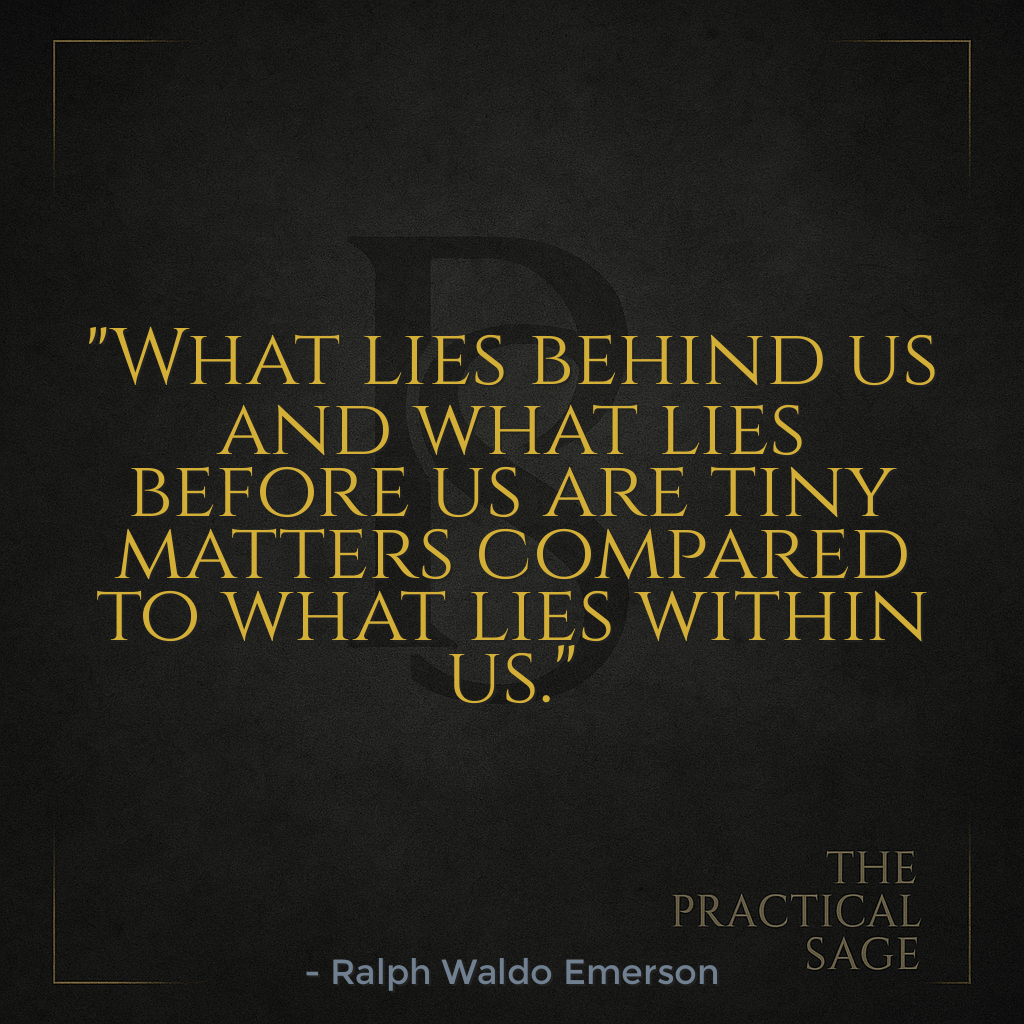 "What lies behind us
and what lies
before us are tiny
matters compared
to what lies within
us."
THE
PRACTICAL
SAGE
- Ralph Waldo Emerson